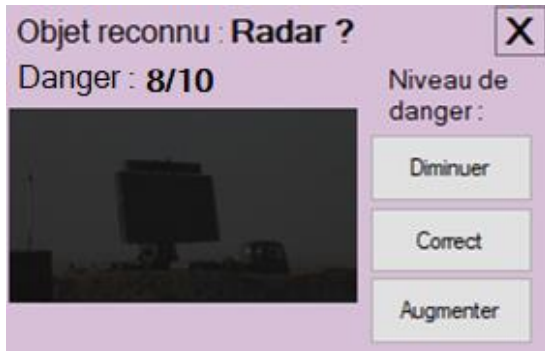 Objet reconnu : Radar ?
X
Danger : 8/10
Niveau de
danger :
Diminuer
Correct
Augmenter